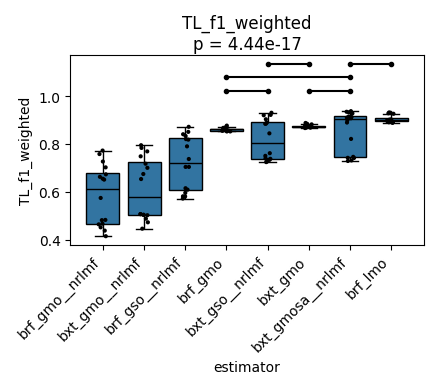 TL_f1_weighted
p = 4.44e-17
TL_f1_weighted
1.0
0.8
0.6
0.4
brf_gmo__nrlmf
bxt_gmo__nrlmf
brf_gso__nrlmf
brf_gmo
bxt_gso__nrlmf
bxt_gmo
bxt_gmosa__nrlmf
brf_lmo
estimator